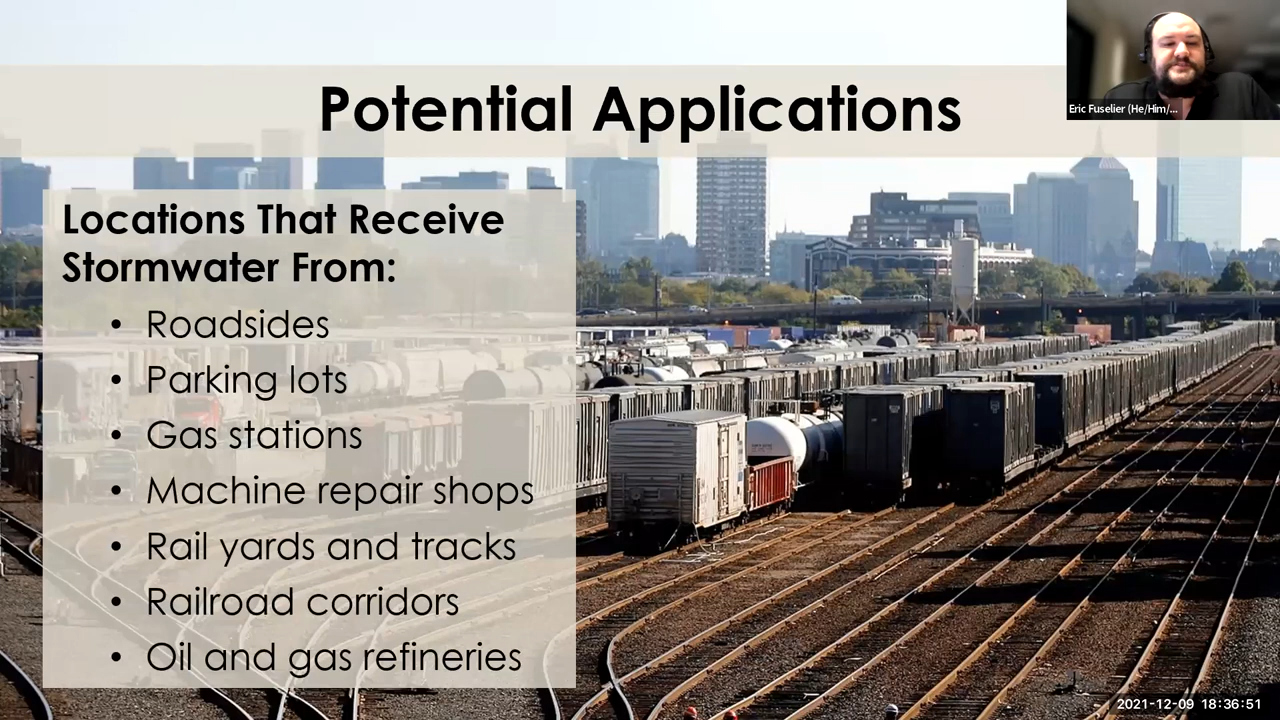 Potential Applications
Eric Fuselier (He/Him/...
Locations That Receive
Stormwater From:
• Roadsides
• Parking lots
• Gas stations
• Machine repair shops
• Rail yards and tracks
• Railroad corridors
• Oil and gas refineries
2021-12-09 18:36:51